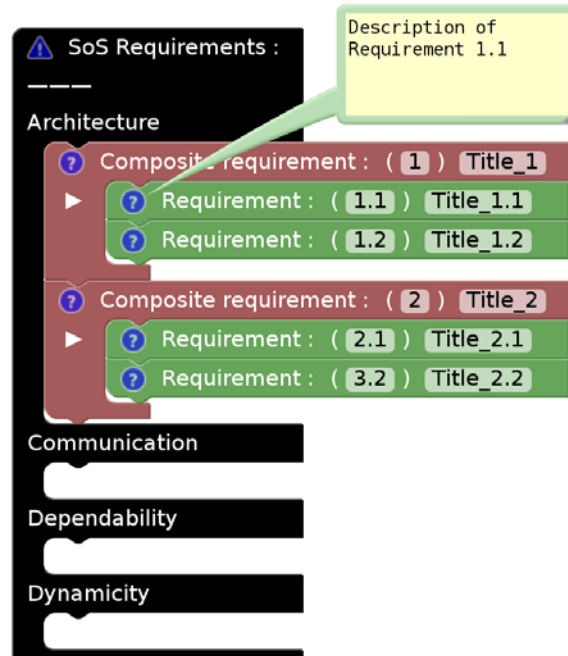 SoS Requirements :
Description of
Requirement 1.1
———
Architecture
? Composite requirement : ( 1 ) Title_1
? Requirement : ( 1.1 ) Title_1.1
? Requirement : ( 1.2 ) Title_1.2
? Composite requirement : ( 2 ) Title_2
? Requirement : ( 2.1 ) Title_2.1
? Requirement : ( 3.2 ) Title_2.2
Communication
Dependability
Dynamicity